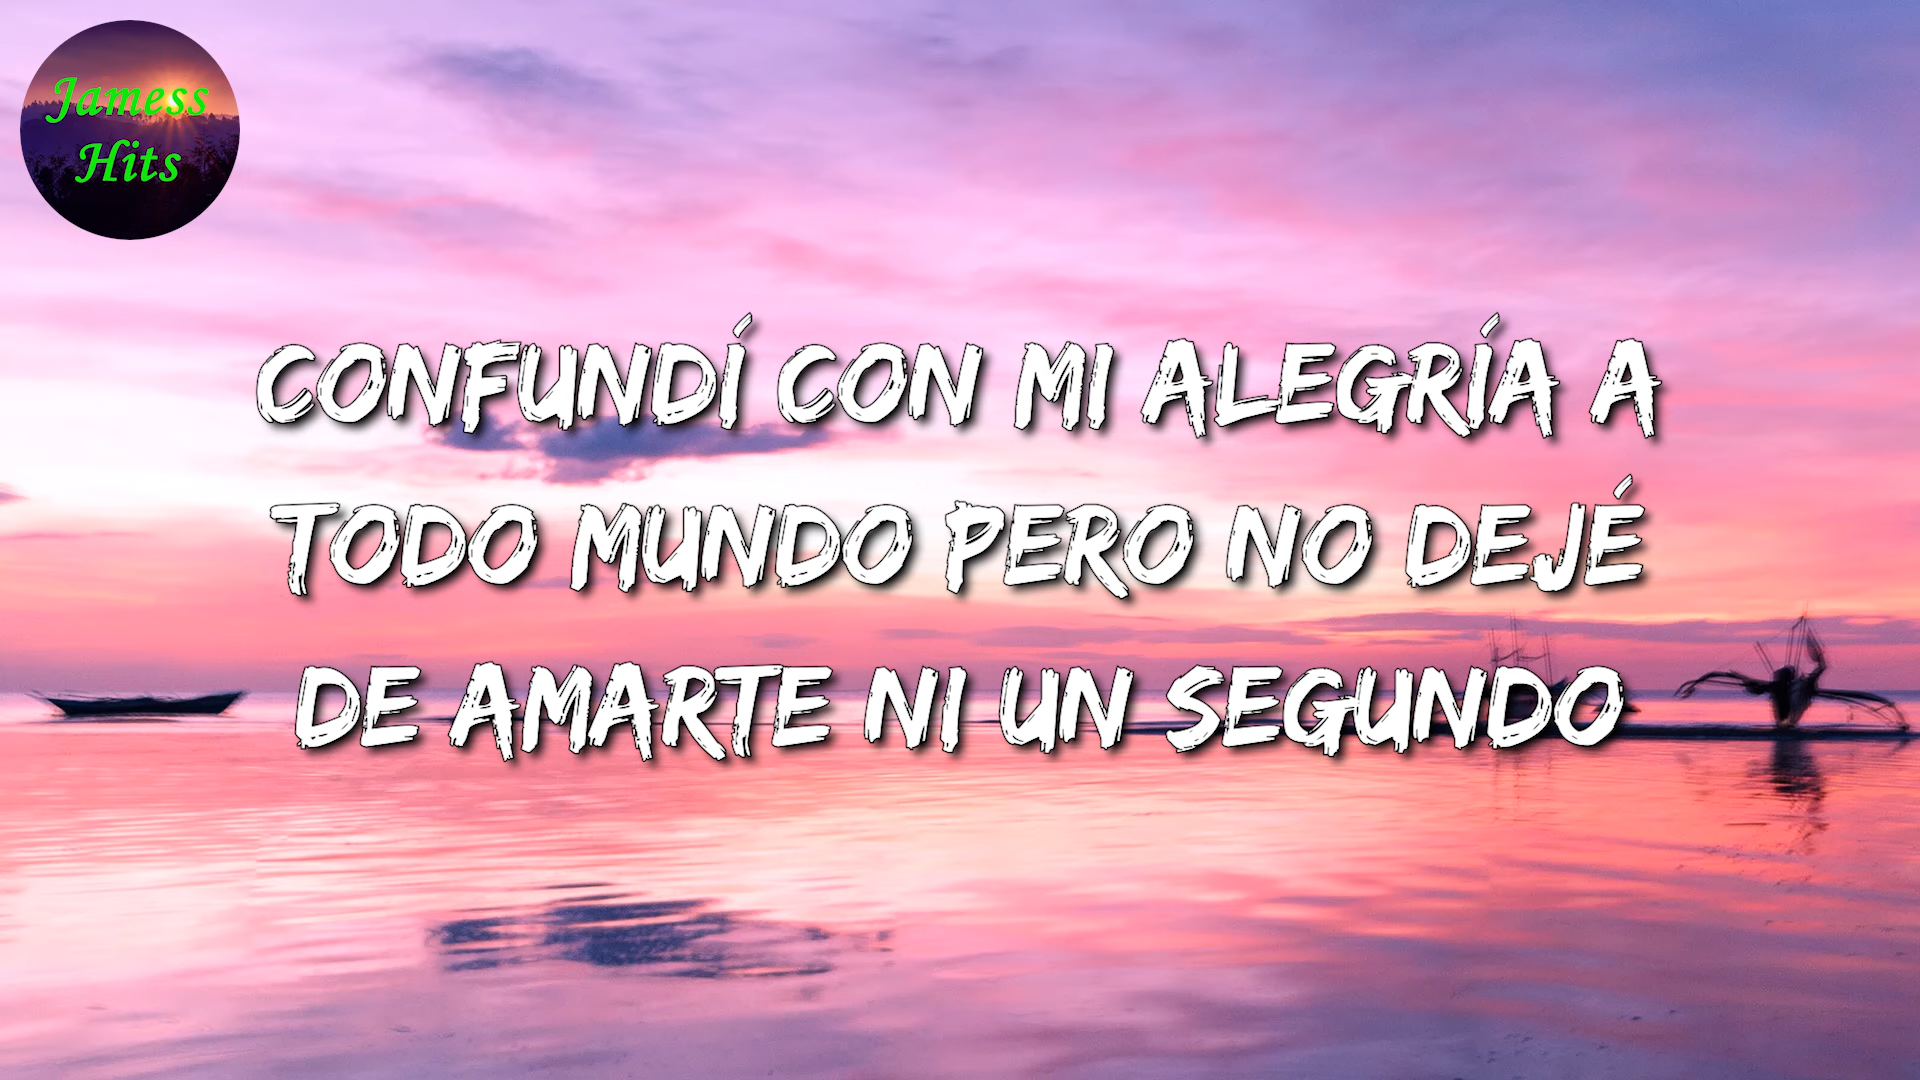 Jamess
Hits
CONFUNDÍ CON MI ALEGRÍA A
TODO MUNDO PERO NO DEJÉ
DE AMARTE NI UN SEGUNDO